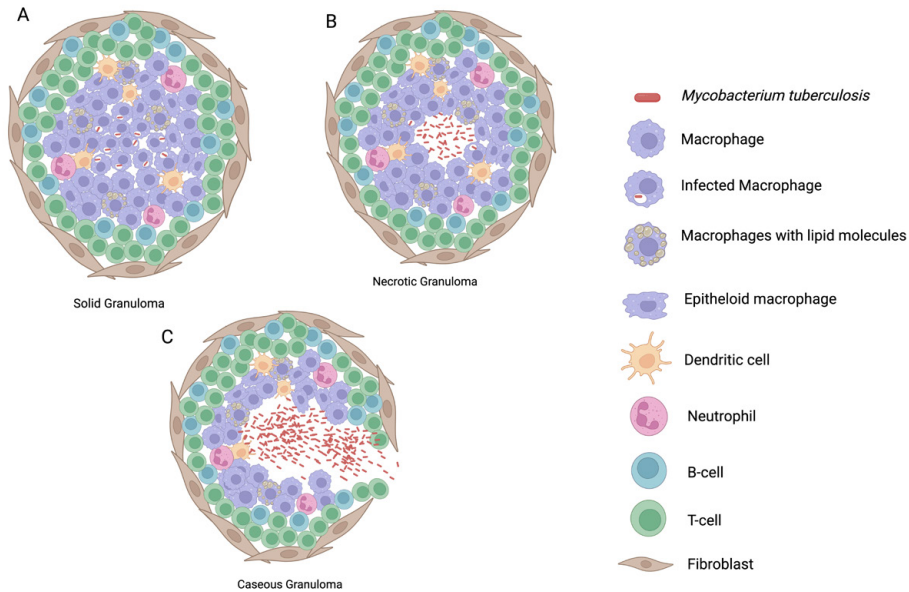 A
B
Solid Granuloma
Necrotic Granuloma
C
Caseous Granuloma
Mycobacterium tuberculosis
Macrophage
Infected Macrophage
Macrophages with lipid molecules
Epitheloid macrophage
Dendritic cell
Neutrophil
B-cell
T-cell
Fibroblast